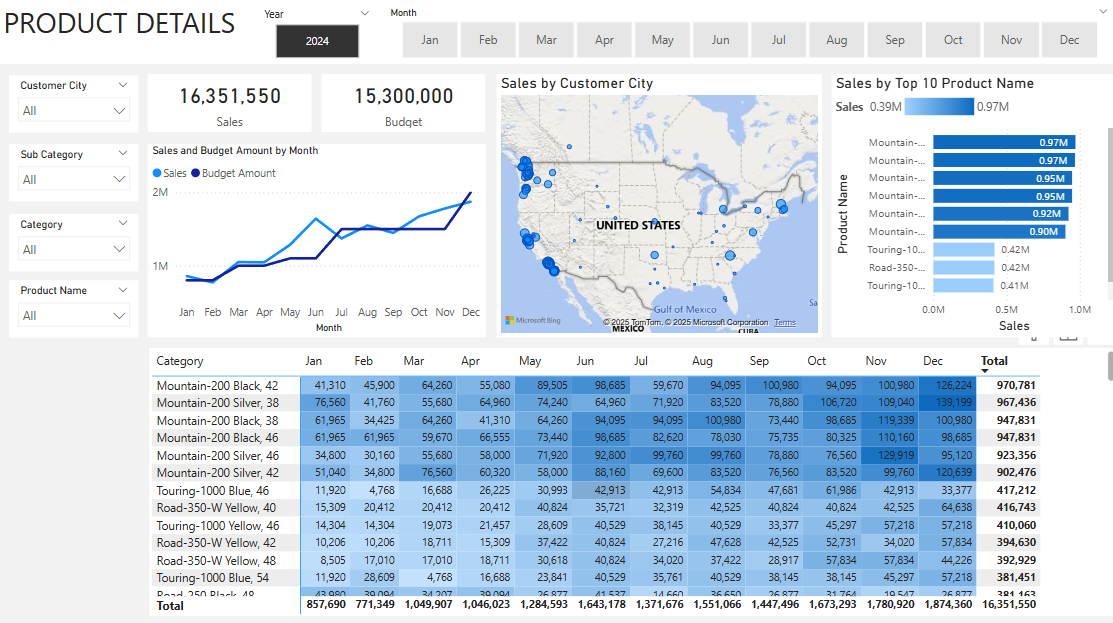 PRODUCT DETAILS
Year
2024
Month
Jan Feb Mar Apr May Jun Jul Aug Sep Oct Nov Dec
Customer City
All
Sub Category
All
Category
All
Product Name
All
16,351,550
Sales
15,300,000
Budget
Sales and Budget Amount by Month
Sales Budget Amount
2M
1M
Jan Feb Mar Apr May Jun Jul Aug Sep Oct Nov Dec
Month
Sales by Customer City
UNITED STATES
Gulf of Mexico
Sa
Microsoft Bing
© 2025 TomTom, © 2025 Microsoft Corporation Terms
MEXICO
CUBA
Sales by Top 10 Product Name
Sales 0.39M 0.97M
Product Name
Mountain-... 0.97M
Mountain-... 0.97M
Mountain-... 0.95M
Mountain-... 0.95M
Mountain-... 0.92M
Mountain-... 0.90M
Touring-10... 0.42M
Road-350-... 0.42M
Touring-10... 0.41M
0.0M 0.5M 1.0M
Sales
Category Jan Feb Mar Apr May Jun Jul Aug Sep Oct Nov Dec Total
Mountain-200 Black, 42 41,310 45,900 64,260 55,080 89,505 98,685 59,670 94,095 100,980 94,095 100,980 126,224 970,781
Mountain-200 Silver, 38 76,560 41,760 55,680 64,960 74,240 64,960 71,920 83,520 78,880 106,720 109,040 139,199 967,436
Mountain-200 Black, 38 61,965 34,425 64,260 41,310 64,260 94,095 94,095 100,980 73,440 98,685 119,339 100,980 947,831
Mountain-200 Black, 46 61,965 61,965 59,670 66,555 73,440 98,685 82,620 78,030 75,735 80,325 110,160 98,685 947,831
Mountain-200 Silver, 46 34,800 30,160 55,680 58,000 71,920 92,800 99,760 99,760 78,880 76,560 129,919 95,120 923,356
Mountain-200 Silver, 42 51,040 34,800 76,560 60,320 58,000 88,160 69,600 83,520 76,560 83,520 99,760 120,639 902,476
Touring-1000 Blue, 46 11,920 4,768 16,688 26,225 30,993 42,913 42,913 54,834 47,681 61,986 42,913 33,377 417,212
Road-350-W Yellow, 40 15,309 20,412 20,412 20,412 40,824 35,721 32,319 42,525 40,824 40,824 42,525 64,638 416,743
Touring-1000 Yellow, 46 14,304 14,304 19,073 21,457 28,609 40,529 38,145 40,529 33,377 45,297 57,218 57,218 410,060
Road-350-W Yellow, 42 10,206 10,206 18,711 15,309 37,422 40,824 27,216 47,628 42,525 52,731 34,020 57,834 394,630
Road-350-W Yellow, 48 8,505 17,010 17,010 18,711 30,618 40,824 34,020 37,422 28,917 57,834 57,834 44,226 392,929
Touring-1000 Blue, 54 11,920 28,609 4,768 16,688 23,841 40,529 35,761 40,529 38,145 38,145 45,297 57,218 381,451
Road-250 Black, 48 43,980 39,094 34,207 39,094 26,877 41,537 14,660 36,650 26,877 31,764 19,547 26,877 381,163
Total 857,690 771,349 1,049,907 1,046,023 1,284,593 1,643,178 1,371,676 1,551,066 1,447,496 1,673,293 1,780,920 1,874,360 16,351,550